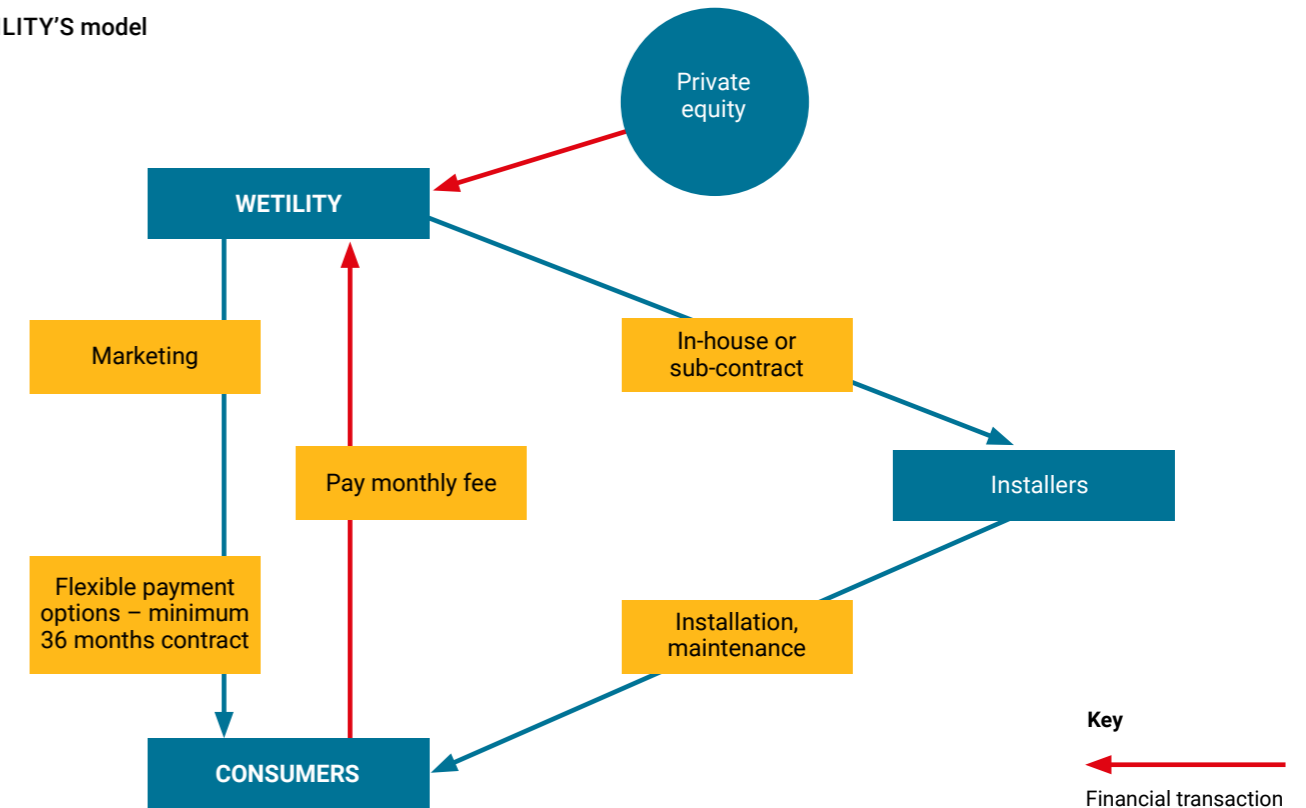 ILITY'S model
Private
equity
WETILITY
Marketing
In-house or
sub-contract
Pay monthly fee
Installers
Flexible payment
options – minimum
36 months contract
Installation,
maintenance
CONSUMERS
Key
Financial transaction